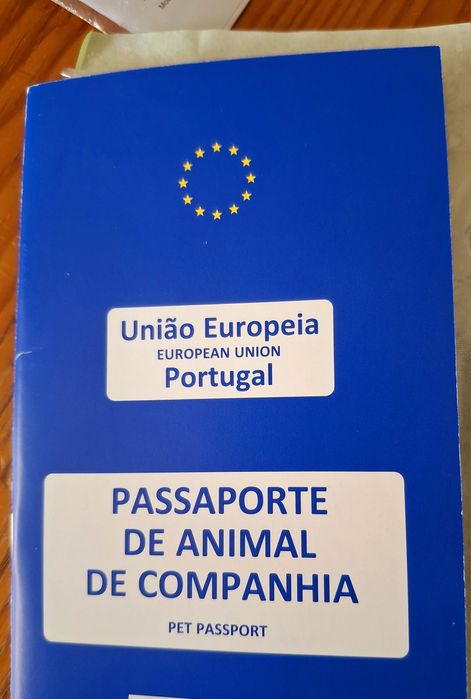 União Europeia
EUROPEAN UNION
Portugal
PASSAPORTE
DE ANIMAL
DE COMPANHIA
PET PASSPORT